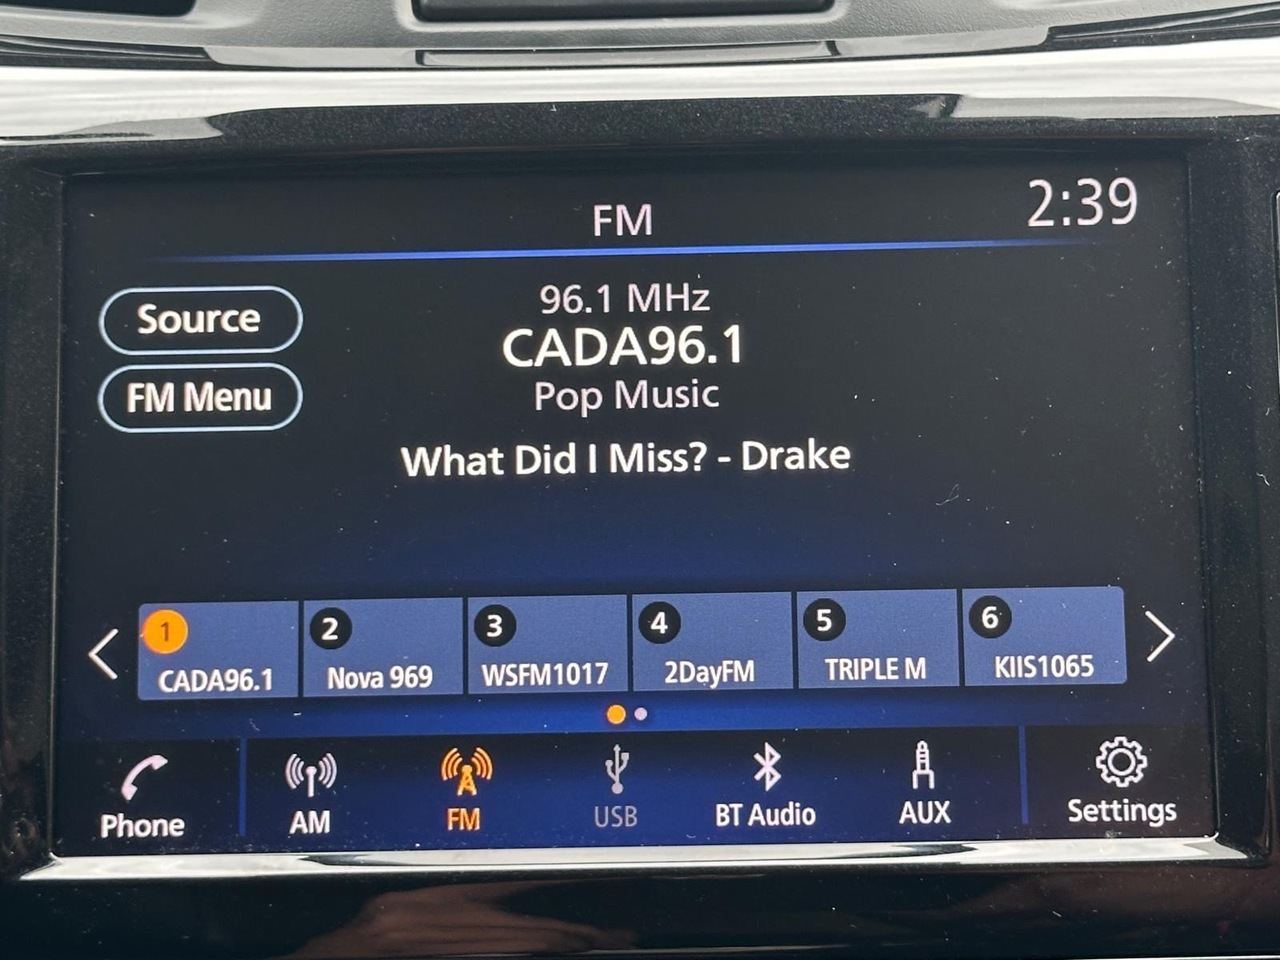 FM
2:39
Source
FM Menu
96.1 MHz
CADA96.1
Pop Music
What Did I Miss? - Drake
1
CADA96.1
2
Nova 969
3
WSFM1017
4
2DayFM
5
TRIPLE M
6
KIIS1065
Phone
AM
FM
USB
BT Audio
AUX
Settings